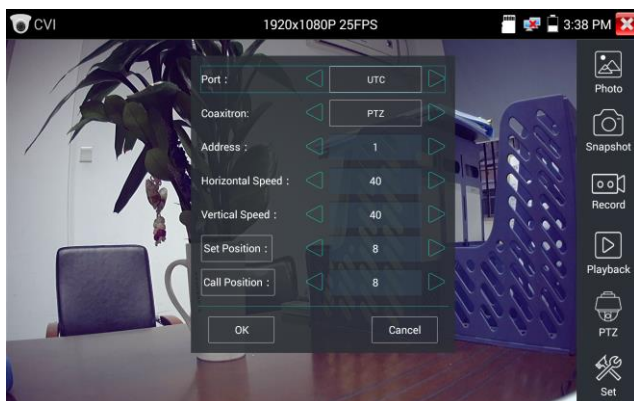 CVI 1920x1080P 25FPS 3:38 PM
Port : UTC
Coaxitron: PTZ
Address : 1
Horizontal Speed : 40
Vertical Speed : 40
Set Position : 8
Call Position : 8
OK Cancel
Photo
Snapshot
Record
Playback
PTZ
Set